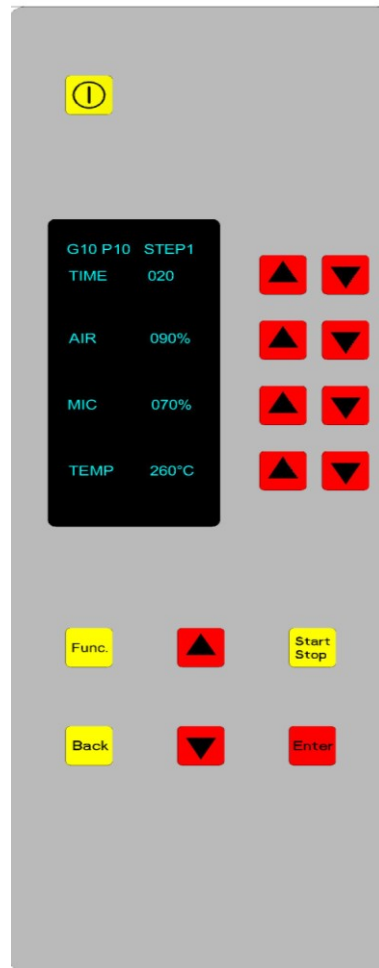 G10 P10 STEP1
TIME 020
AIR 090%
MIC 070%
TEMP 260°C
Func.
Start
Stop
Back
Enter